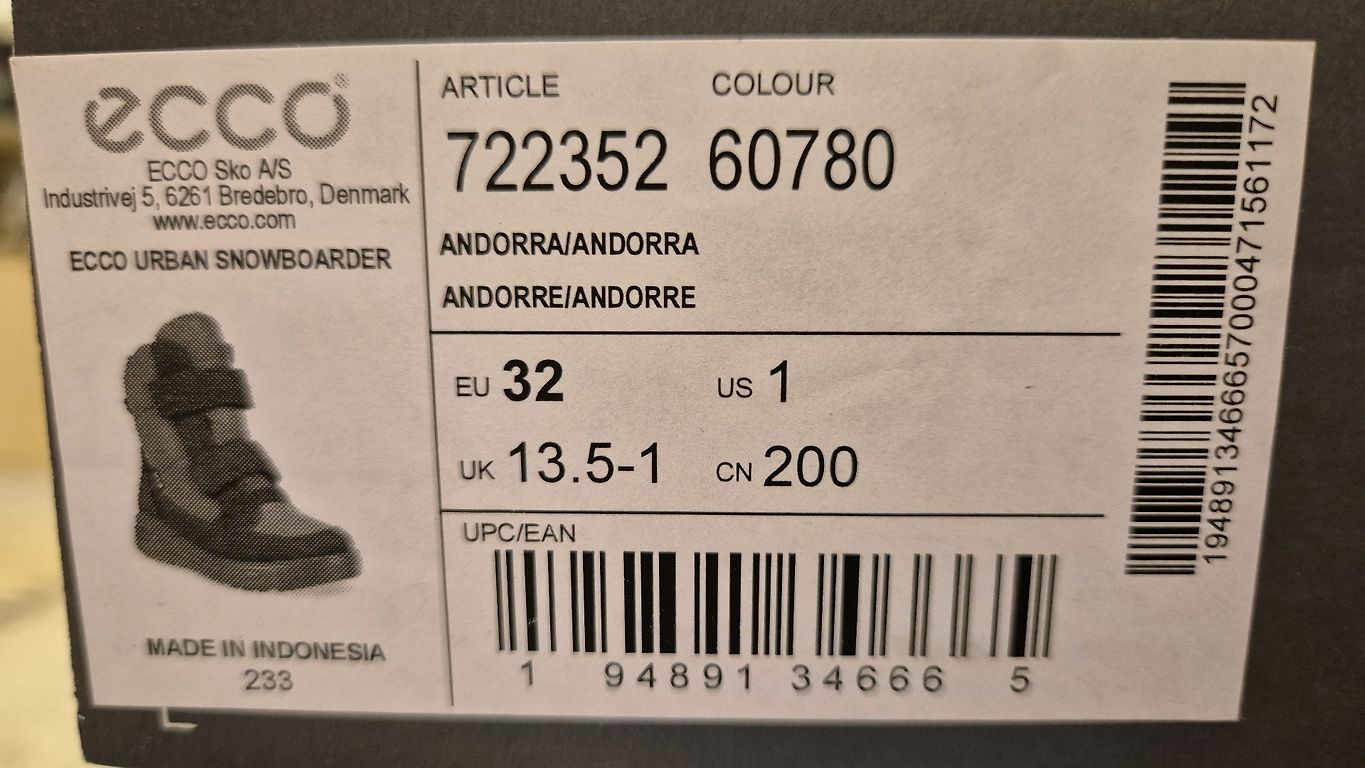 ecco®
ECCO Sko A/S
Industrivej 5, 6261 Bredebro, Denmark
www.ecco.com
ECCO URBAN SNOWBOARDER
MADE IN INDONESIA
233
ARTICLE COLOUR
722352 60780
ANDORRA/ANDORRA
ANDORRE/ANDORRE
EU 32 US 1
UK 13.5-1 CN 200
UPC/EAN
1 94891 34666 5
19489134666570004715611​72